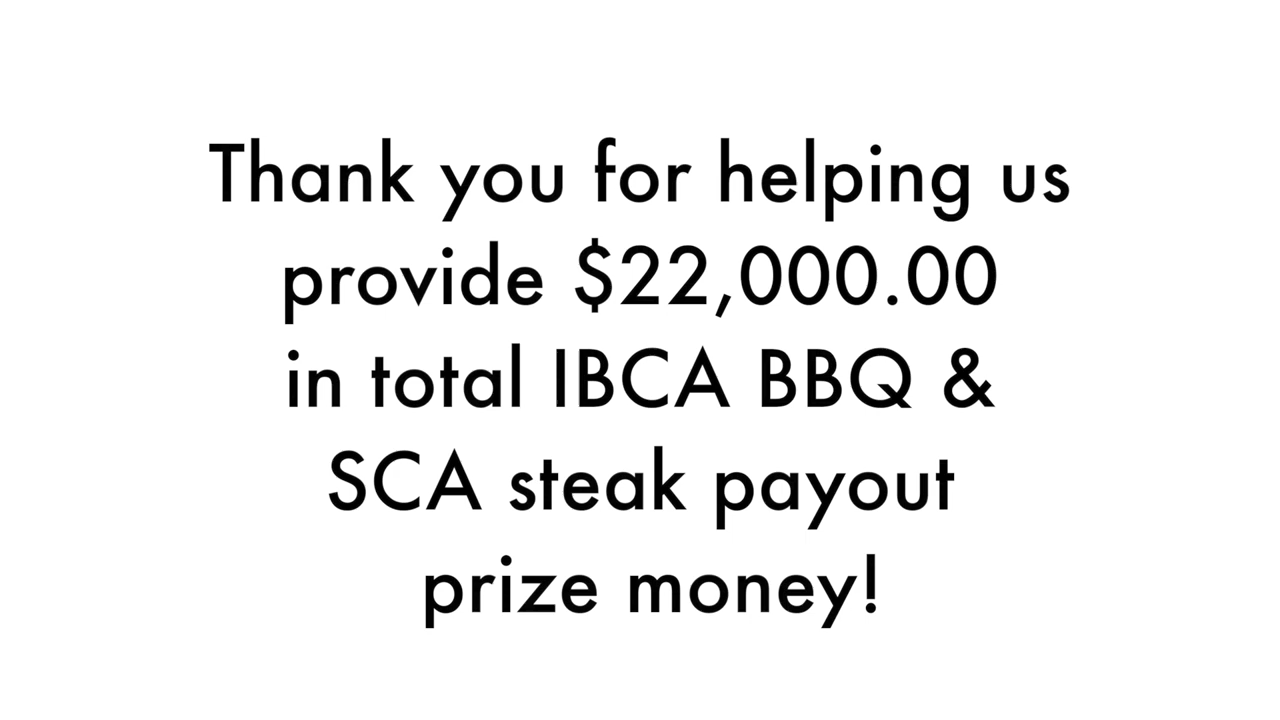 Thank you for helping us
provide $22,000.00
in total IBCA BBQ &
SCA steak payout
prize money!